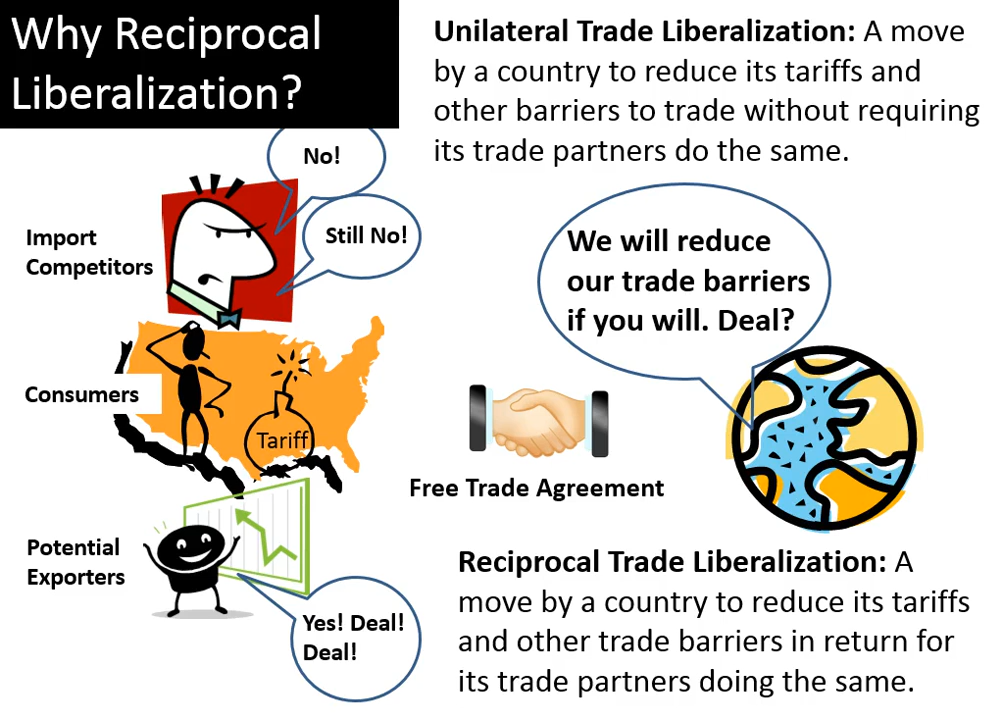 Why Reciprocal
Liberalization?
Unilateral Trade Liberalization: A move
by a country to reduce its tariffs and
other barriers to trade without requiring
its trade partners do the same.
No!
Still No!
Import
Competitors
We will reduce
our trade barriers
if you will. Deal?
Consumers
Tariff
Free Trade Agreement
Potential
Exporters
Yes! Deal!
Deal!
Reciprocal Trade Liberalization: A
move by a country to reduce its tariffs
and other trade barriers in return for
its trade partners doing the same.